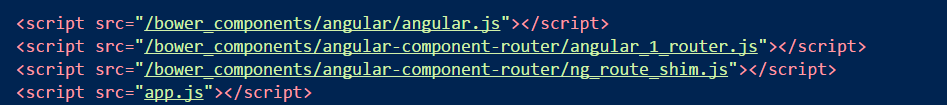 <script src="/bower_components/angular/angular.js"></script>
<script src="/bower_components/angular-component-router/angular_1_router.js"></script>
<script src="/bower_components/angular-component-router/ng_route_shim.js"></script>
<script src="app.js"></script>